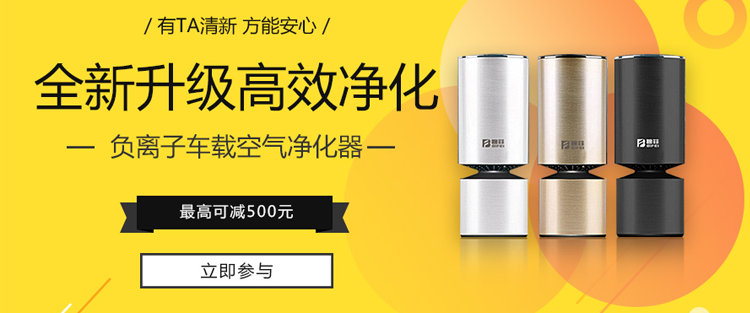 / 有TA清新 方能安心 /
全新升级高效净化
— 负离子车载空气净化器 —
最高可减500元
立即参与